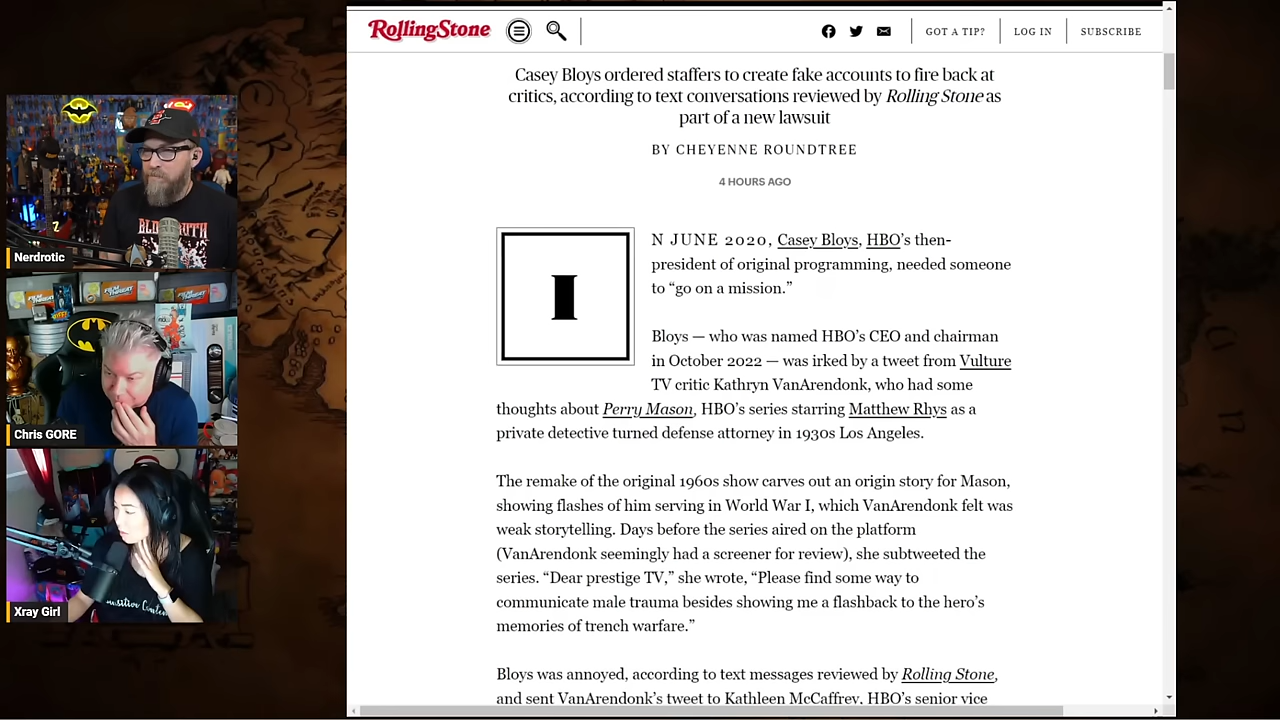 RollingStone
GOT A TIP?
LOG IN
SUBSCRIBE
Casey Bloys ordered staffers to create fake accounts to fire back at
critics, according to text conversations reviewed by Rolling Stone as
part of a new lawsuit
BY CHEYENNE ROUNDTREE
4 HOURS AGO
IN JUNE 2020, Casey Bloys, HBO’s then-
president of original programming, needed someone
to “go on a mission.”
Bloys — who was named HBO’s CEO and chairman
in October 2022 — was irked by a tweet from Vulture
TV critic Kathryn VanArendonk, who had some
thoughts about Perry Mason, HBO’s series starring Matthew Rhys as a
private detective turned defense attorney in 1930s Los Angeles.
The remake of the original 1960s show carves out an origin story for Mason,
showing flashes of him serving in World War I, which VanArendonk felt was
weak storytelling. Days before the series aired on the platform
(VanArendonk seemingly had a screener for review), she subtweeted the
series. “Dear prestige TV,” she wrote, “Please find some way to
communicate male trauma besides showing me a flashback to the hero’s
memories of trench warfare.”
Bloys was annoyed, according to text messages reviewed by Rolling Stone,
and sent VanArendonk’s tweet to Kathleen McCaffrey, HBO’s senior vice
Nerdrotic
Chris GORE
Xray Girl